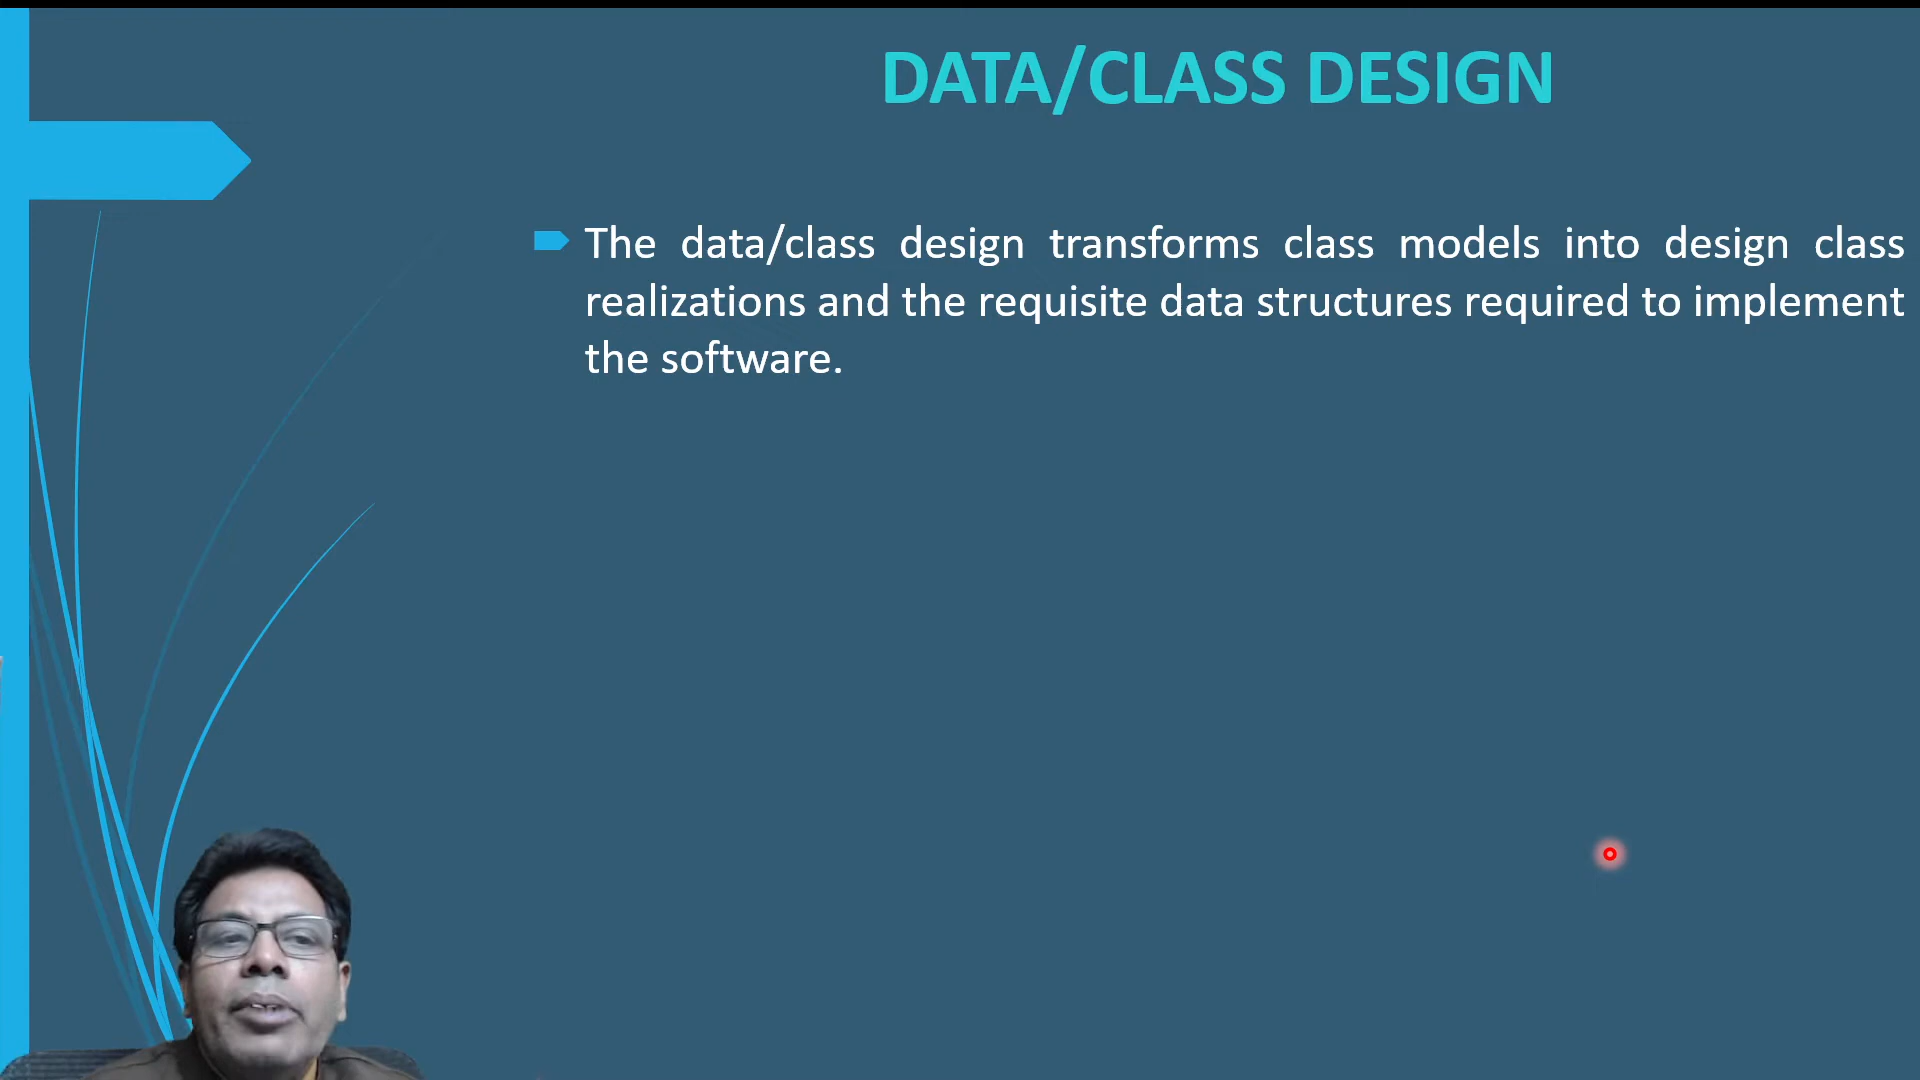 DATA/CLASS DESIGN
The data/class design transforms class models into design class
realizations and the requisite data structures required to implement
the software.